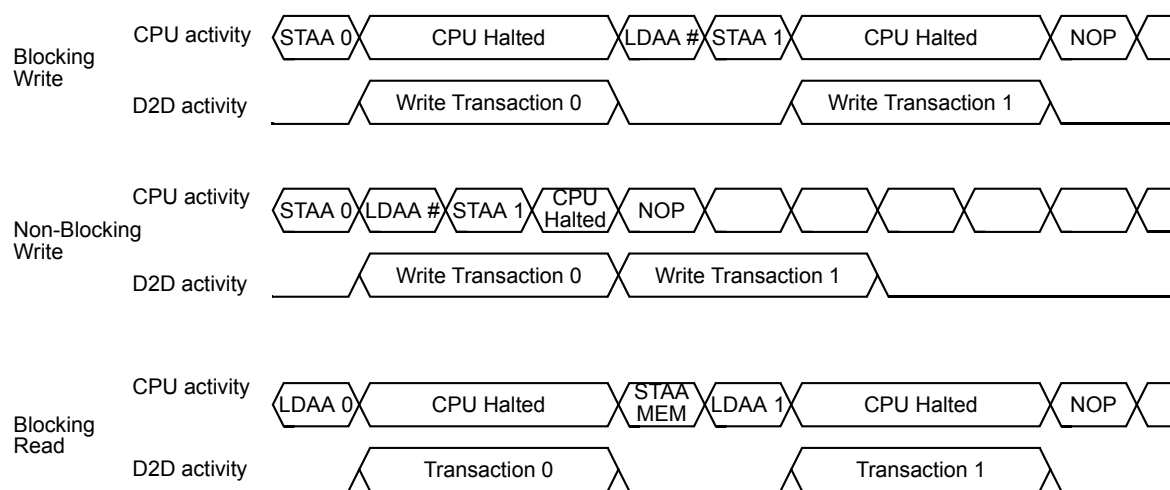 Blocking
Write
CPU activity
STAA 0
CPU Halted
LDAA #
STAA 1
CPU Halted
NOP
D2D activity
Write Transaction 0
Write Transaction 1
Non-Blocking
Write
CPU activity
STAA 0
LDAA #
STAA 1
CPU
Halted
NOP
D2D activity
Write Transaction 0
Write Transaction 1
Blocking
Read
CPU activity
LDAA 0
CPU Halted
STAA
MEM
LDAA 1
CPU Halted
NOP
D2D activity
Transaction 0
Transaction 1